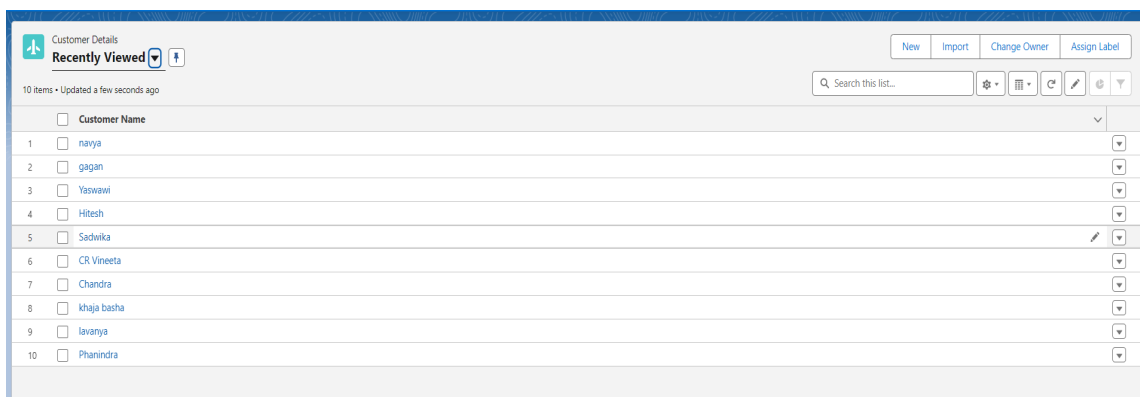 Customer Details
Recently Viewed
New Import Change Owner Assign Label
10 items • Updated a few seconds ago
Search this list...
Customer Name
1 navya
2 gagan
3 Yaswawi
4 Hitesh
5 Sadwika
6 CR Vineeta
7 Chandra
8 khaja basha
9 lavanya
10 Phanindra